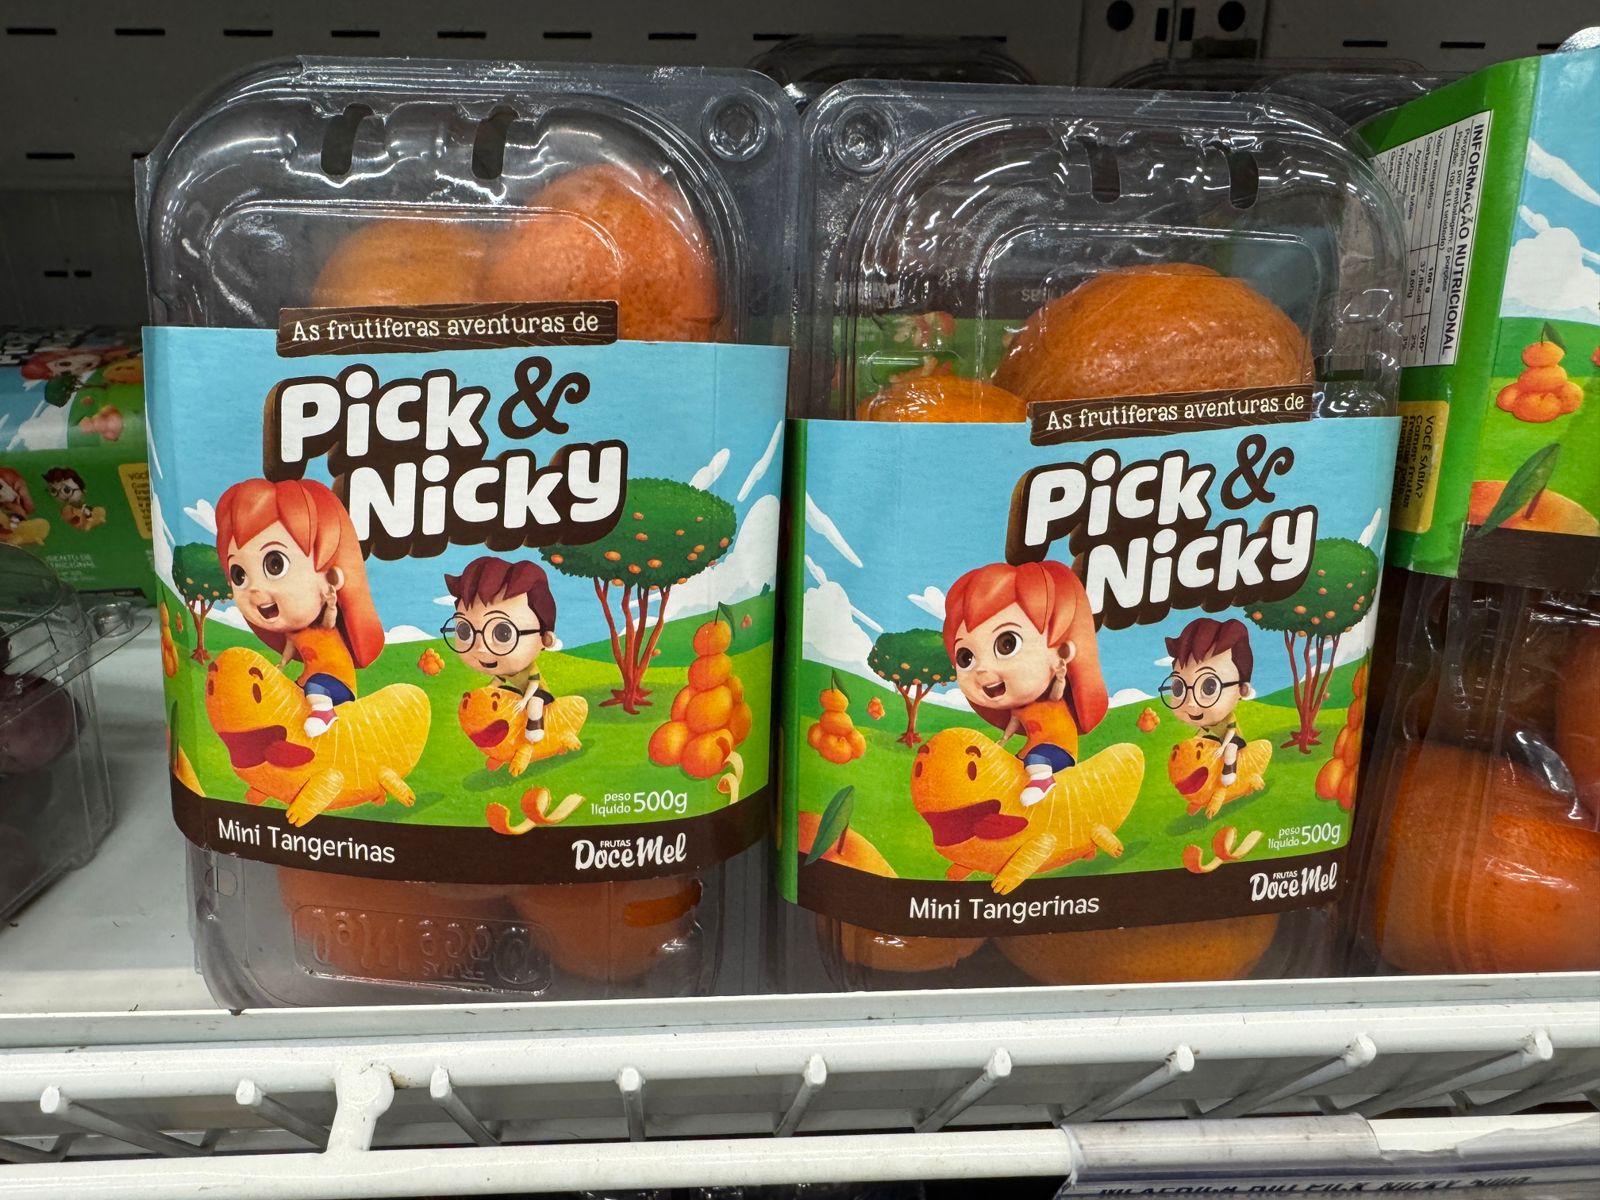 As frutíferas aventuras de
Pick &
Nicky
peso
líquido 500g
Mini Tangerinas
FRUTAS
Doce Mel
As frutíferas aventuras de
Pick &
Nicky
peso
líquido 500g
Mini Tangerinas
FRUTAS
Doce Mel
INFORMAÇÃO NUTRICIONAL
VOCÊ SABIA?